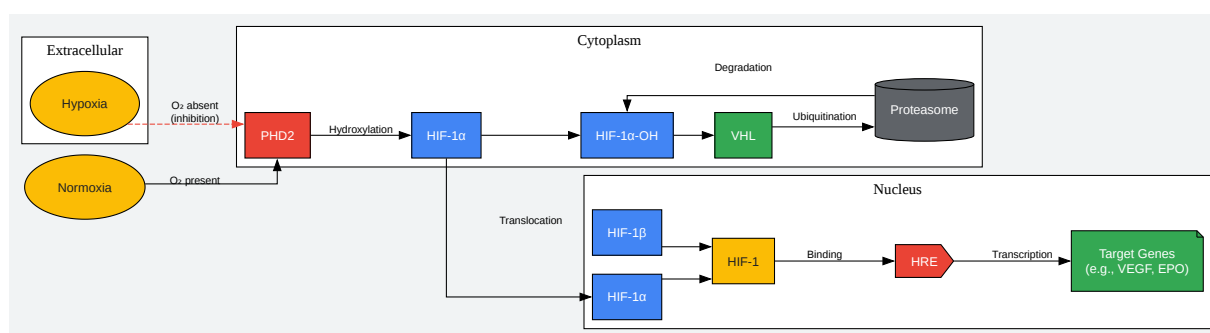 Extracellular
Hypoxia
O₂ absent
(inhibition)
Normoxia
O₂ present
Cytoplasm
PHD2
Hydroxylation
HIF-1α
HIF-1α-OH
VHL
Ubiquitination
Degradation
Proteasome
Translocation
Nucleus
HIF-1β
HIF-1α
HIF-1
Binding
HRE
Transcription
Target Genes
(e.g., VEGF, EPO)